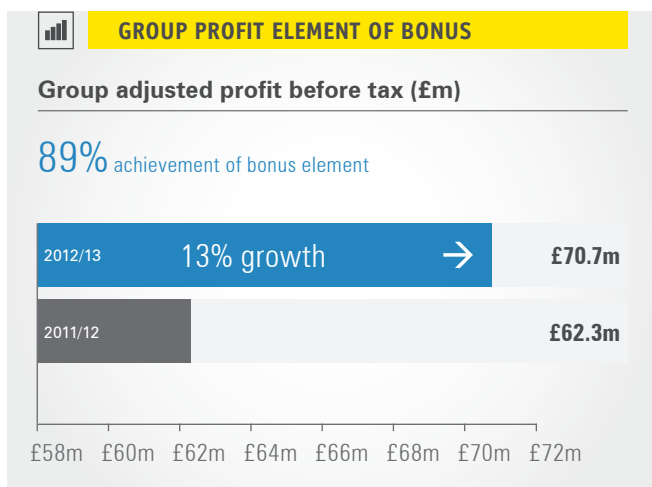 GROUP PROFIT ELEMENT OF BONUS
Group adjusted profit before tax (£m)
89% achievement of bonus element
2012/13 13% growth → £70.7m
2011/12 £62.3m
£58m £60m £62m £64m £66m £68m £70m £72m